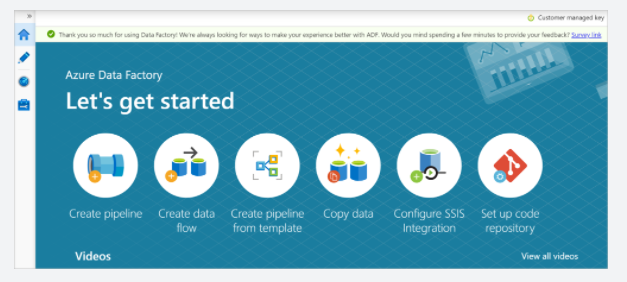 »
Customer managed key
Thank you so much for using Data Factory! We're always looking for ways to make your experience better with ADF. Would you mind spending a few minutes to provide your feedback? Survey link
Azure Data Factory
Let's get started
Create pipeline
Create data
flow
Create pipeline
from template
Copy data
Configure SSIS
Integration
Set up code
repository
Videos
View all videos